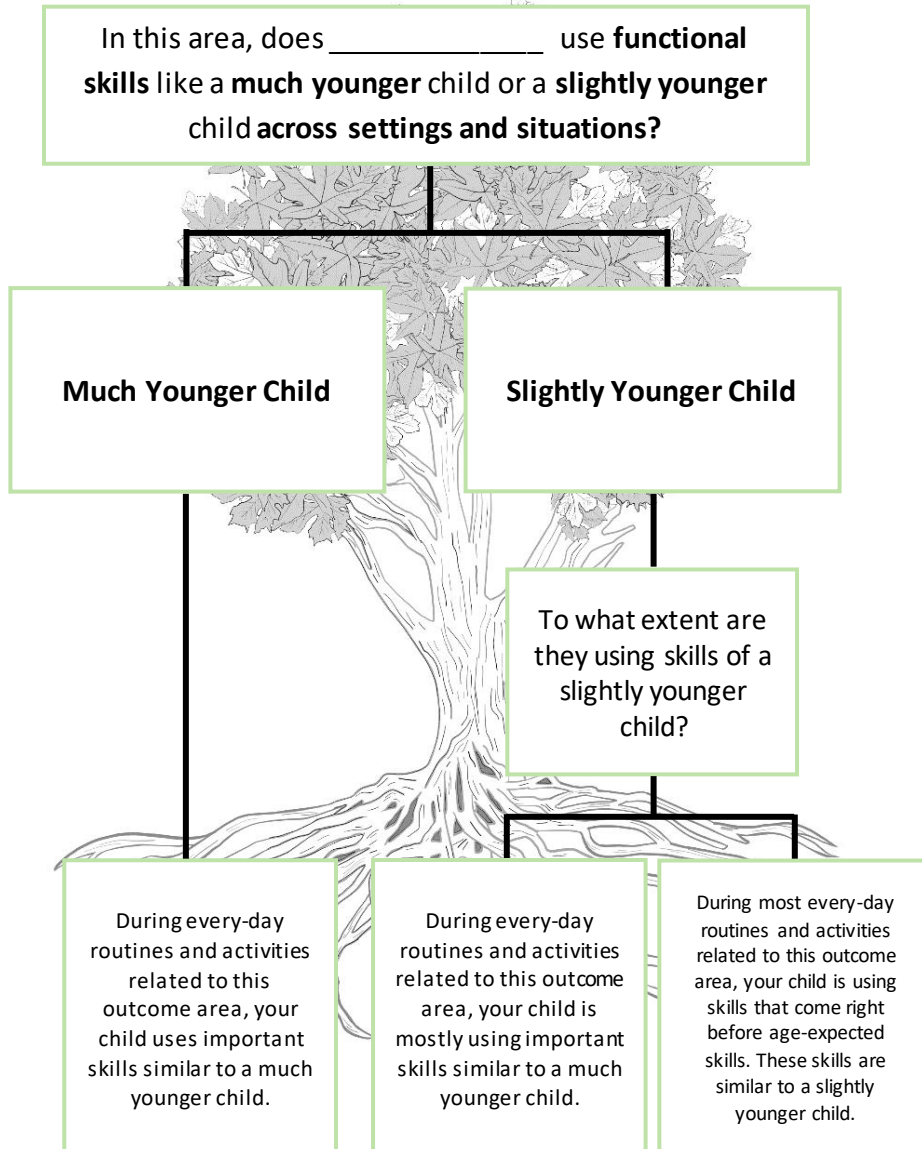 In this area, does ______________ use functional
skills like a much younger child or a slightly younger
child across settings and situations?
Much Younger Child
Slightly Younger Child
To what extent are
they using skills of a
slightly younger
child?
During every-day
routines and activities
related to this
outcome area, your
child uses important
skills similar to a much
younger child.
During every-day
routines and activities
related to this outcome
area, your child is
mostly using important
skills similar to a much
younger child.
During most every-day
routines and activities
related to this outcome
area, your child is using
skills that come right
before age-expected
skills. These skills are
similar to a slightly
younger child.